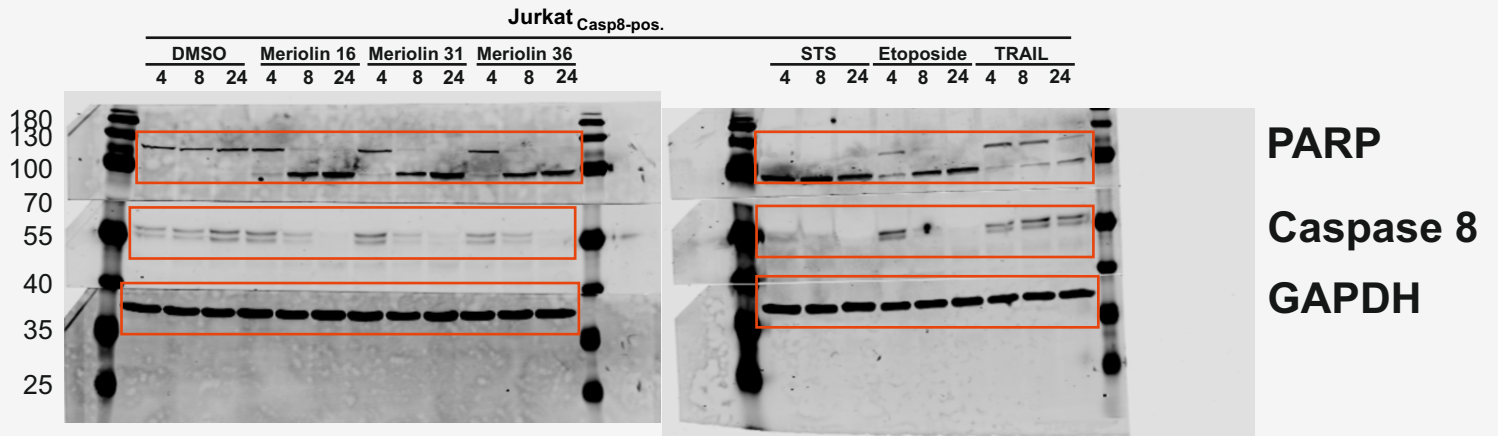 Jurkat Casp8-pos.
DMSO Meriolin 16 Meriolin 31 Meriolin 36 STS Etoposide TRAIL
4 8 24 4 8 24 4 8 24 4 8 24 4 8 24 4 8 24 4 8 24
180
130
100
70
55
40
35
25
PARP
Caspase 8
GAPDH